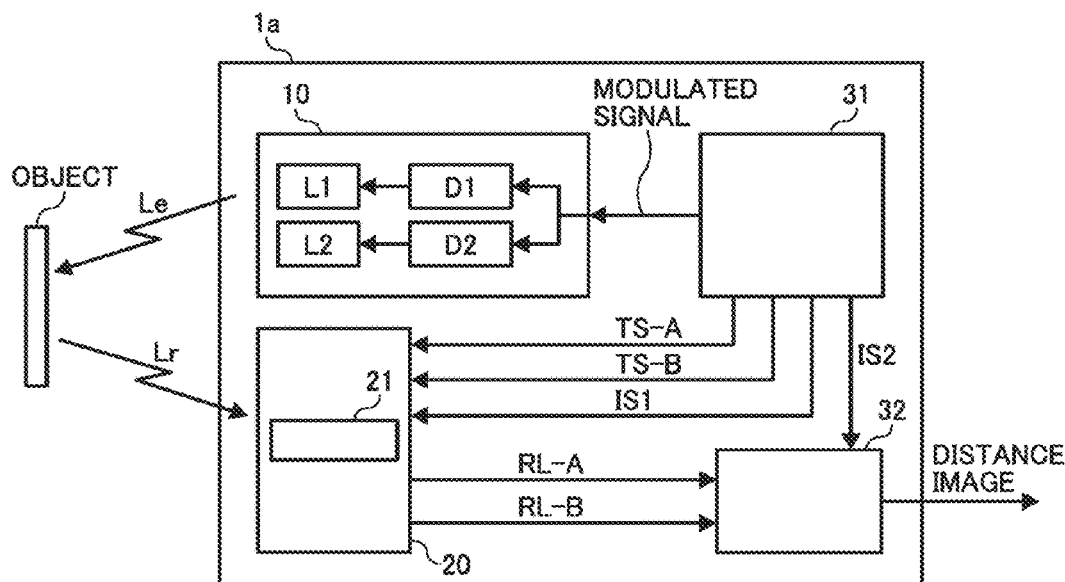 1a
10
MODULATED
SIGNAL
31
OBJECT
Le
L1
D1
L2
D2
TS-A
TS-B
IS1
IS2
Lr
21
32
RL-A
RL-B
DISTANCE
IMAGE
20